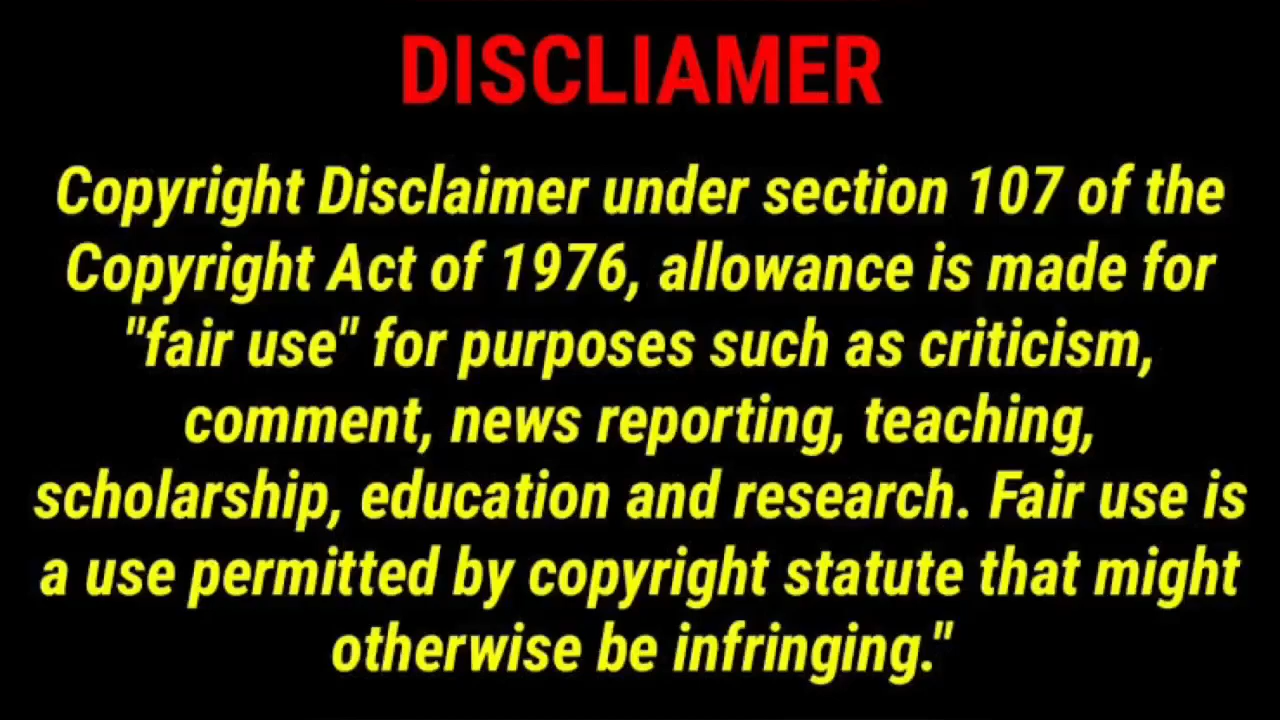 DISCLIAMER
Copyright Disclaimer under section 107 of the
Copyright Act of 1976, allowance is made for
"fair use" for purposes such as criticism,
comment, news reporting, teaching,
scholarship, education and research. Fair use is
a use permitted by copyright statute that might
otherwise be infringing."